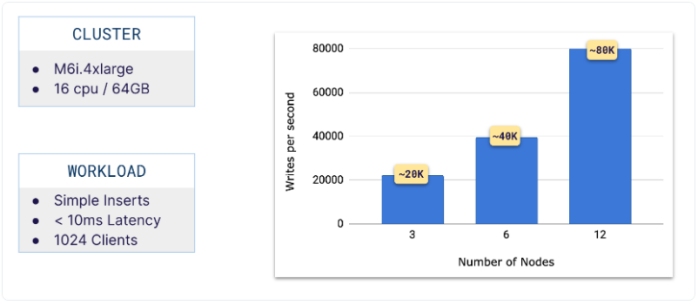 CLUSTER
● M6i.4xlarge
● 16 cpu / 64GB
WORKLOAD
● Simple Inserts
● < 10ms Latency
● 1024 Clients
Writes per second
80000
60000
40000
20000
0
~20K
~40K
~80K
3
6
12
Number of Nodes